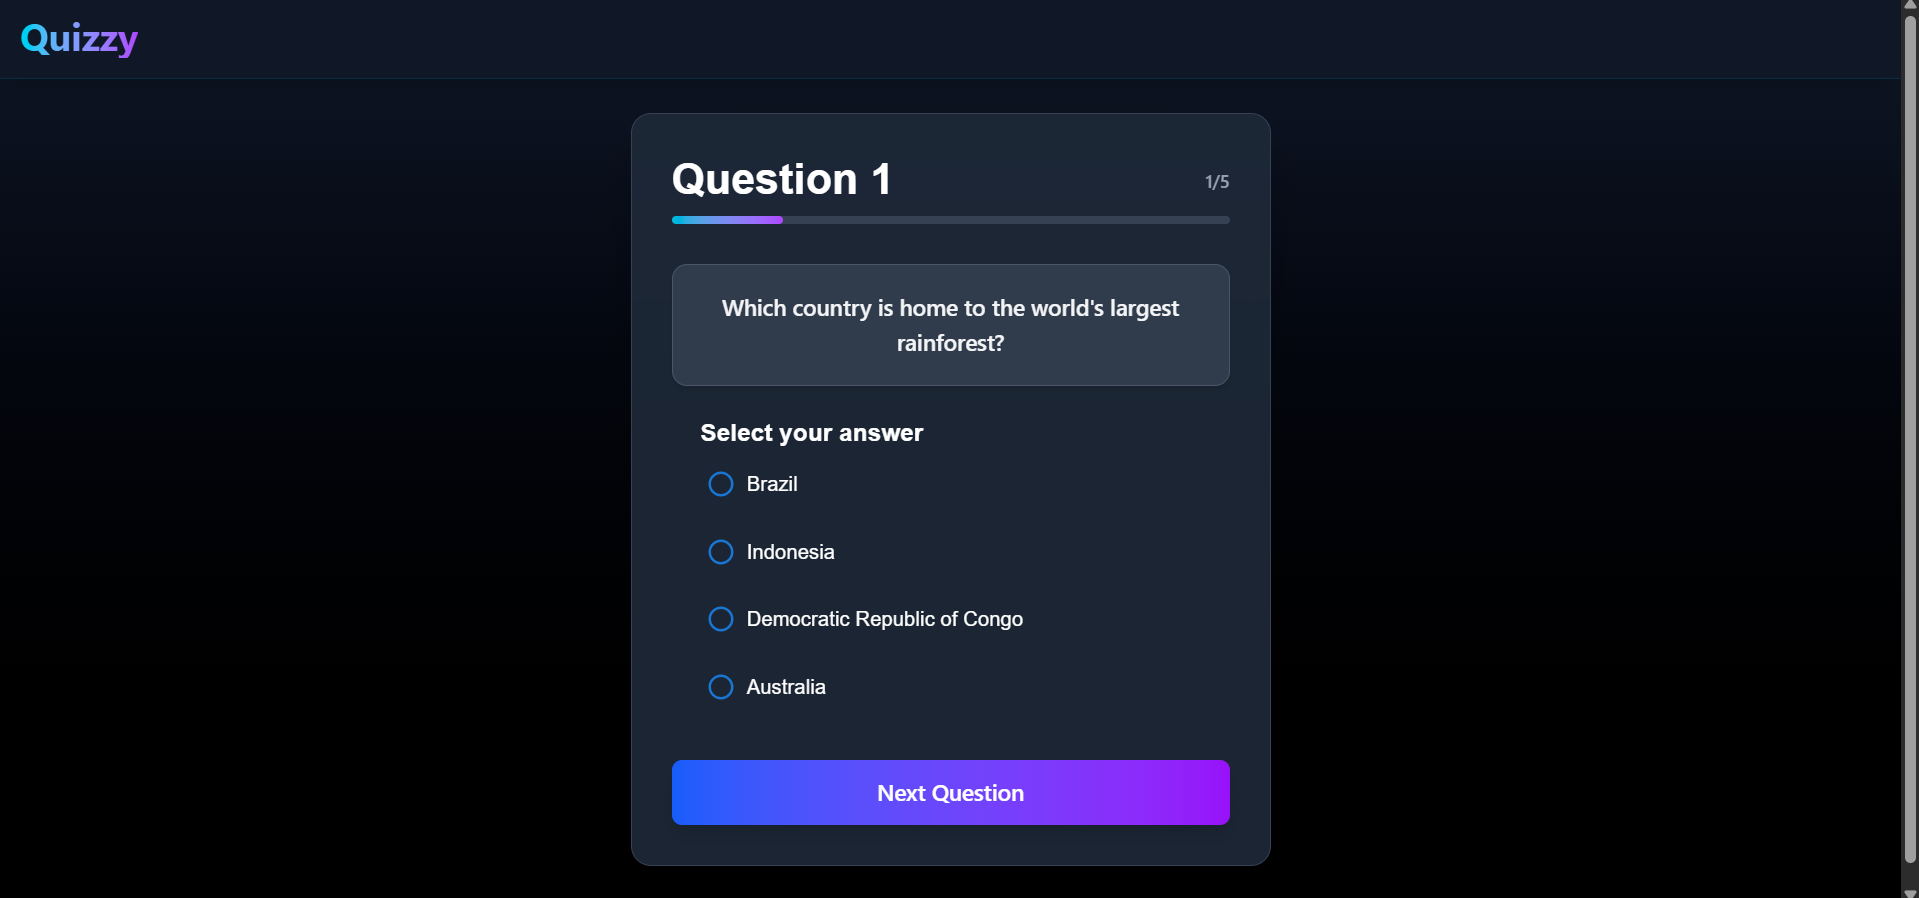 Quizzy
Question 1
1/5
Which country is home to the world's largest
rainforest?
Select your answer
Brazil
Indonesia
Democratic Republic of Congo
Australia
Next Question